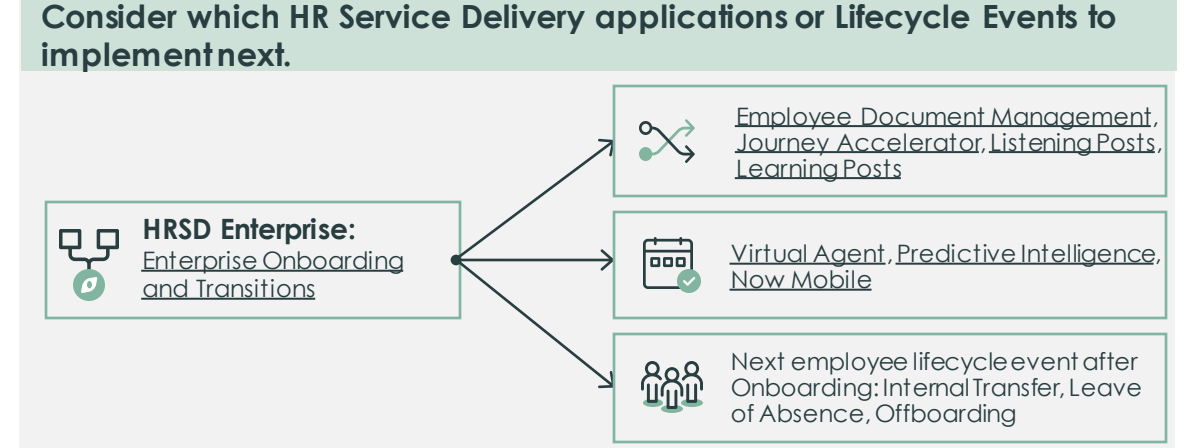 Consider which HR Service Delivery applications or Lifecycle Events to
implement next.
HRSD Enterprise:
Enterprise Onboarding
and Transitions
Employee Document Management,
Journey Accelerator, Listening Posts,
Learning Posts
Virtual Agent, Predictive Intelligence,
Now Mobile
Next employee lifecycle event after
Onboarding: Internal Transfer, Leave
of Absence, Offboarding